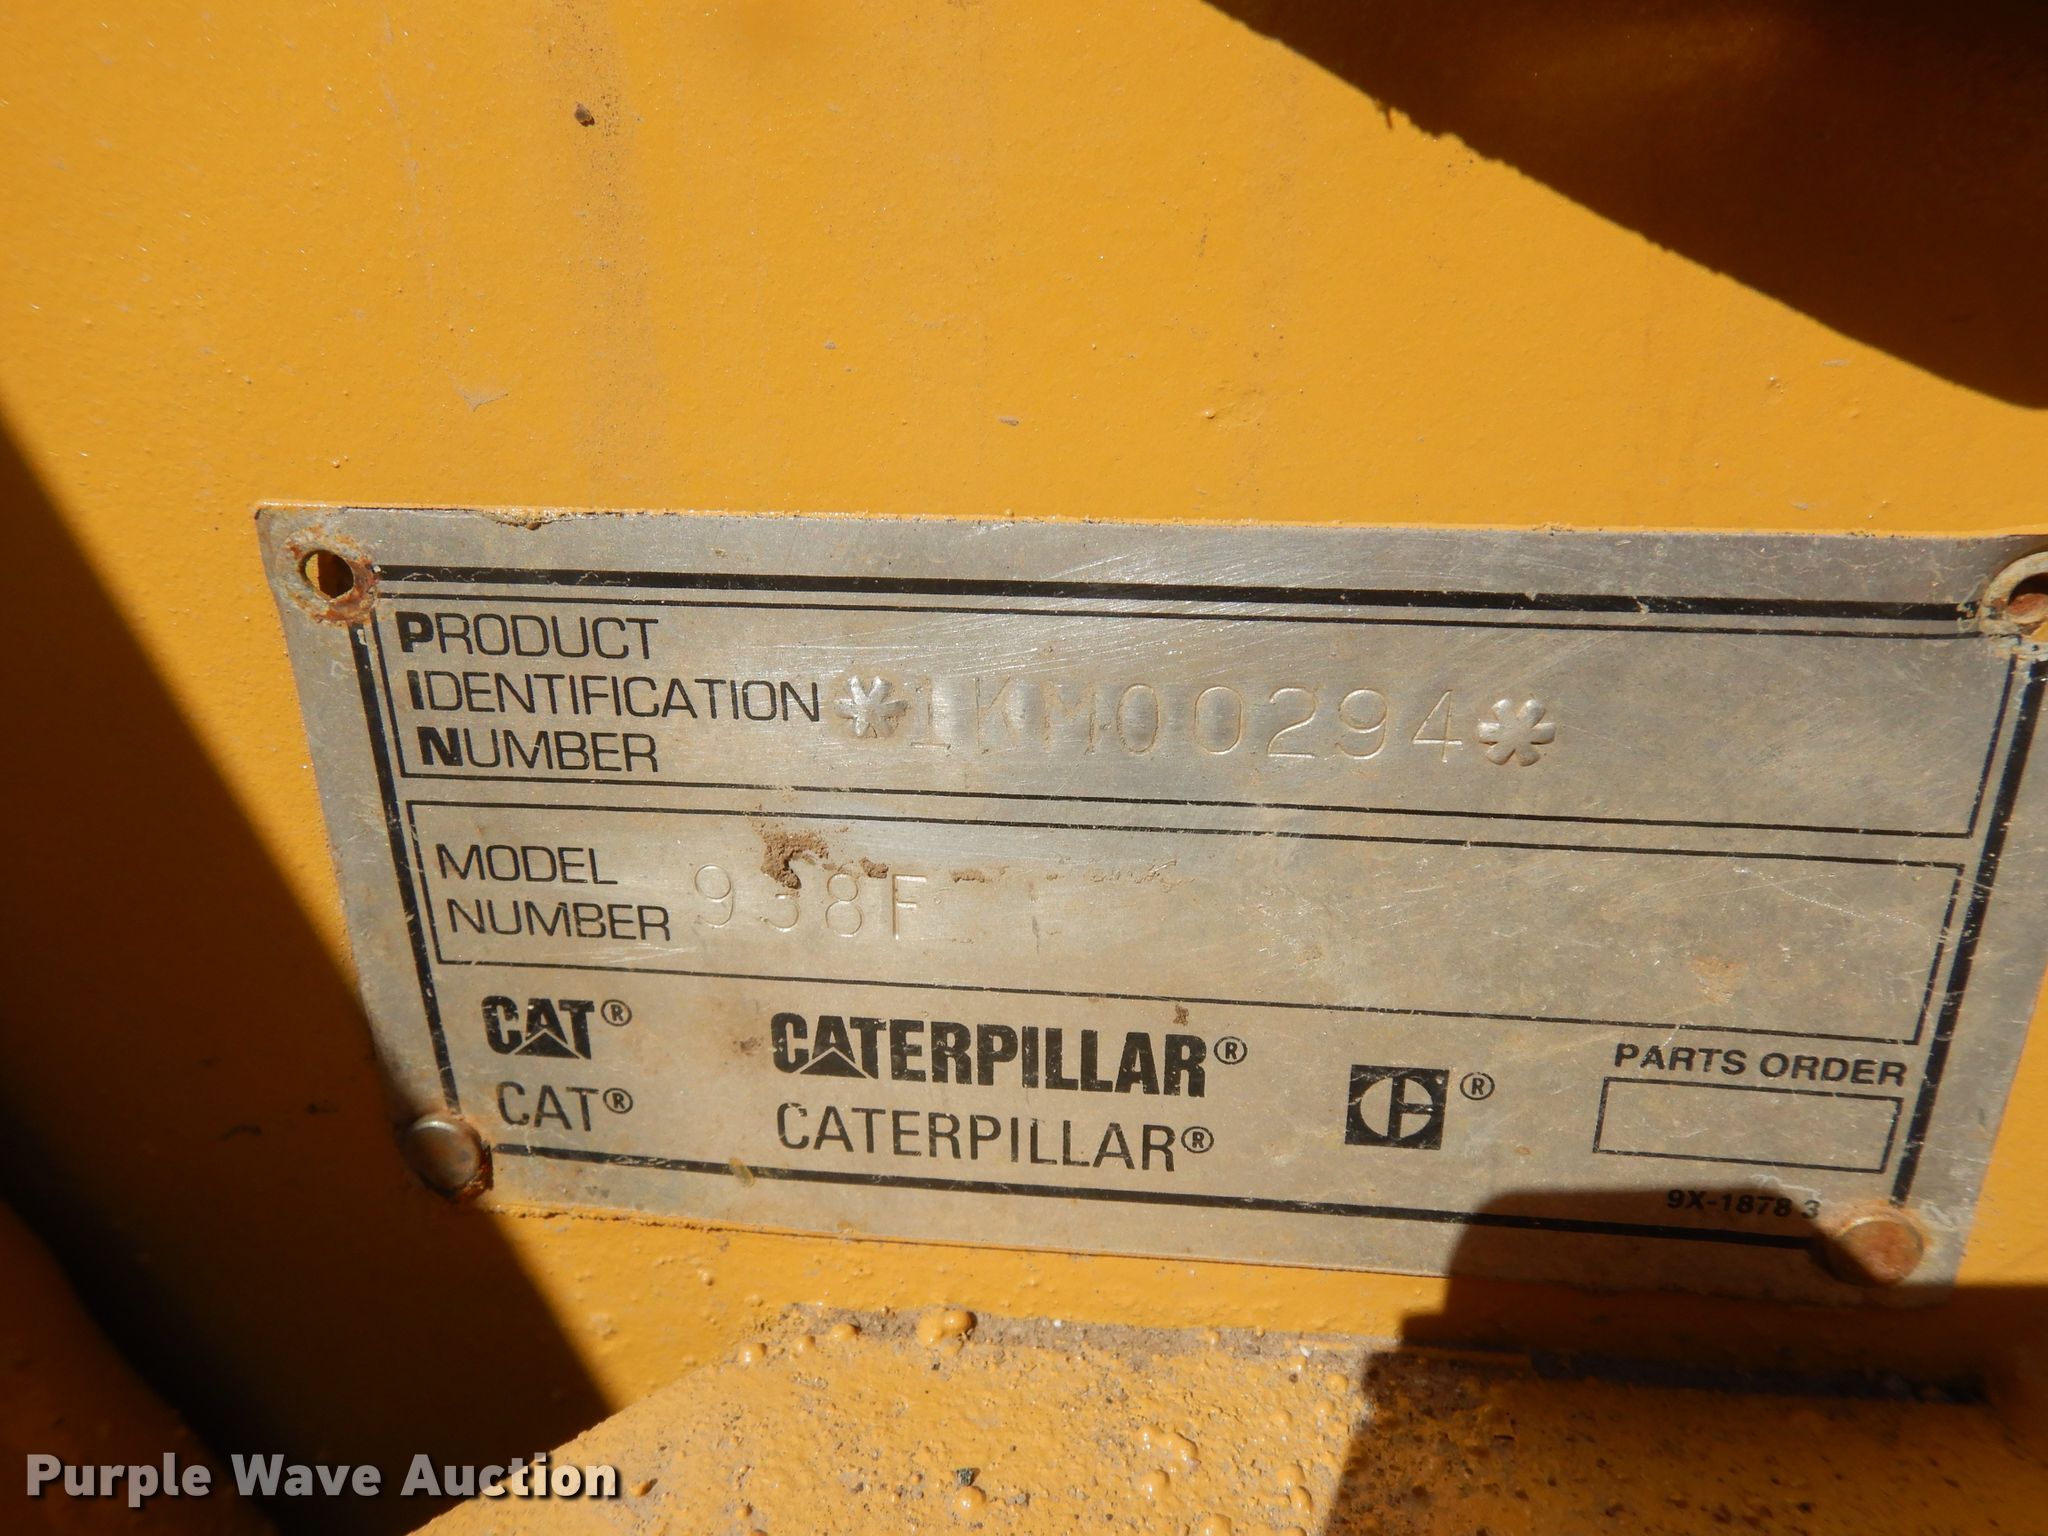 PRODUCT
IDENTIFICATION
NUMBER
*1KM00294*
MODEL
NUMBER
938F
CAT®
CATERPILLAR®
CAT®
CATERPILLAR®
®
PARTS ORDER
9X-1878 3
Purple Wave Auction